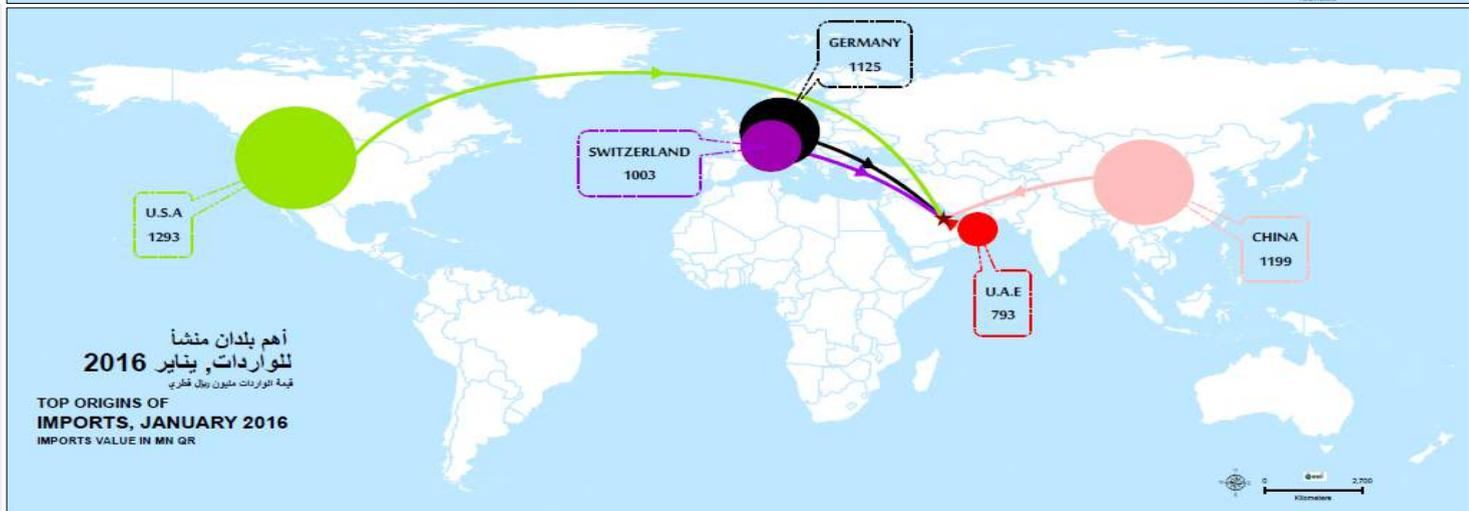 GERMANY
1125
SWITZERLAND
1003
U.S.A
1293
CHINA
1199
U.A.E
793
أهم بلدان منشأ
للواردات, يناير 2016
قيمة الواردات مليون ريال قطري
TOP ORIGINS OF
IMPORTS, JANUARY 2016
IMPORTS VALUE IN MN QR
0 2,700
Kilometers